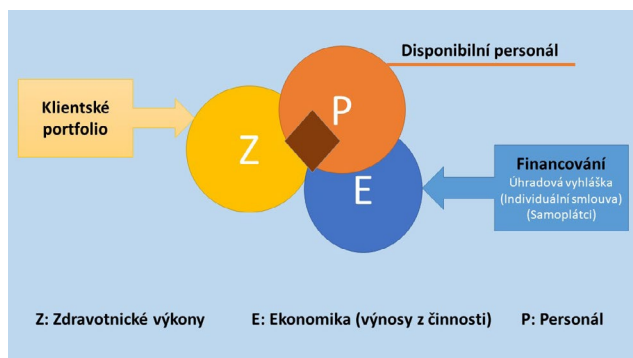 Disponibilní personál
Klientské
portfolio
P
Z
E
Financování
Úhradová vyhláška
(Individuální smlouva)
(Samoplátci)
Z: Zdravotnické výkony
E: Ekonomika (výnosy z činnosti)
P: Personál